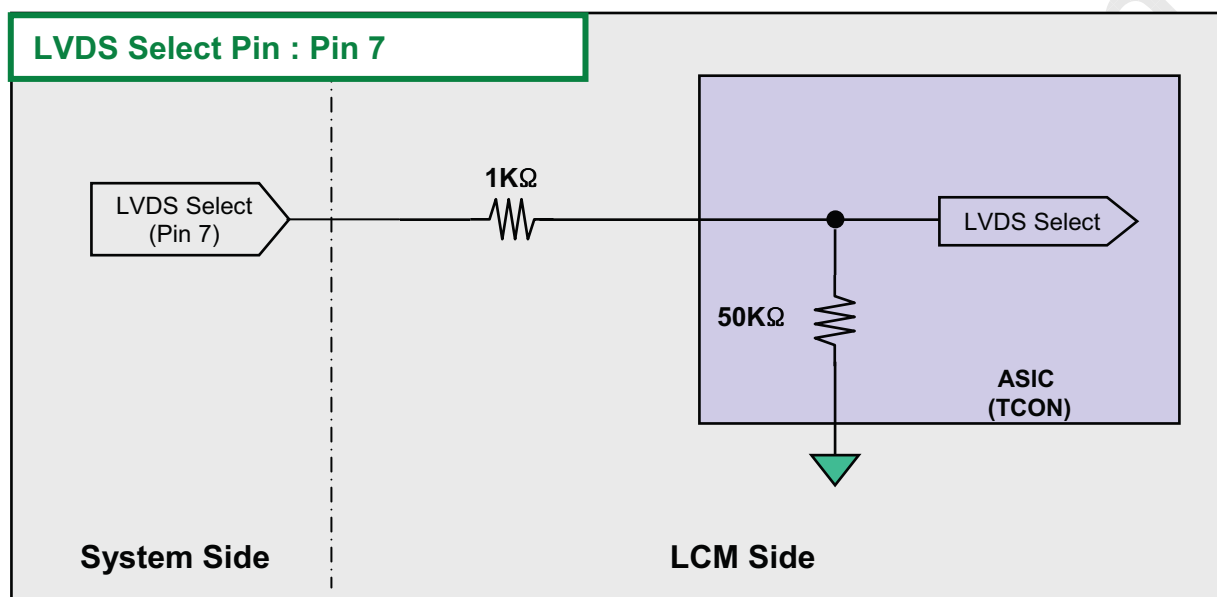 LVDS Select Pin : Pin 7
LVDS Select
(Pin 7)
1KΩ
LVDS Select
50KΩ
ASIC
(TCON)
System Side
LCM Side